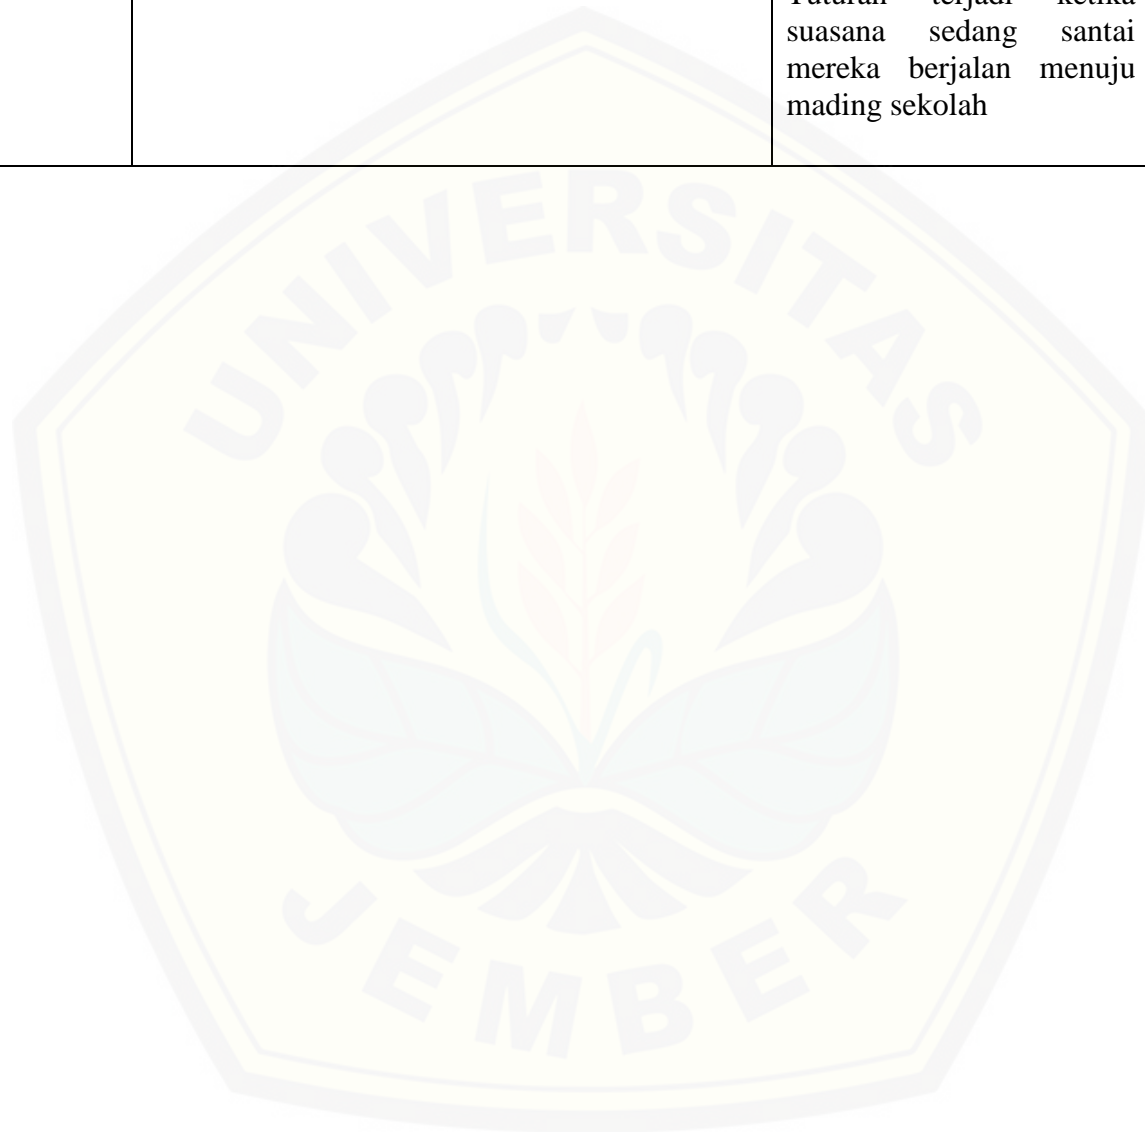 Tuturan terjadi ketika
suasana sedang santai
mereka berjalan menuju
mading sekolah
UNIVERSITAS
JEMBER